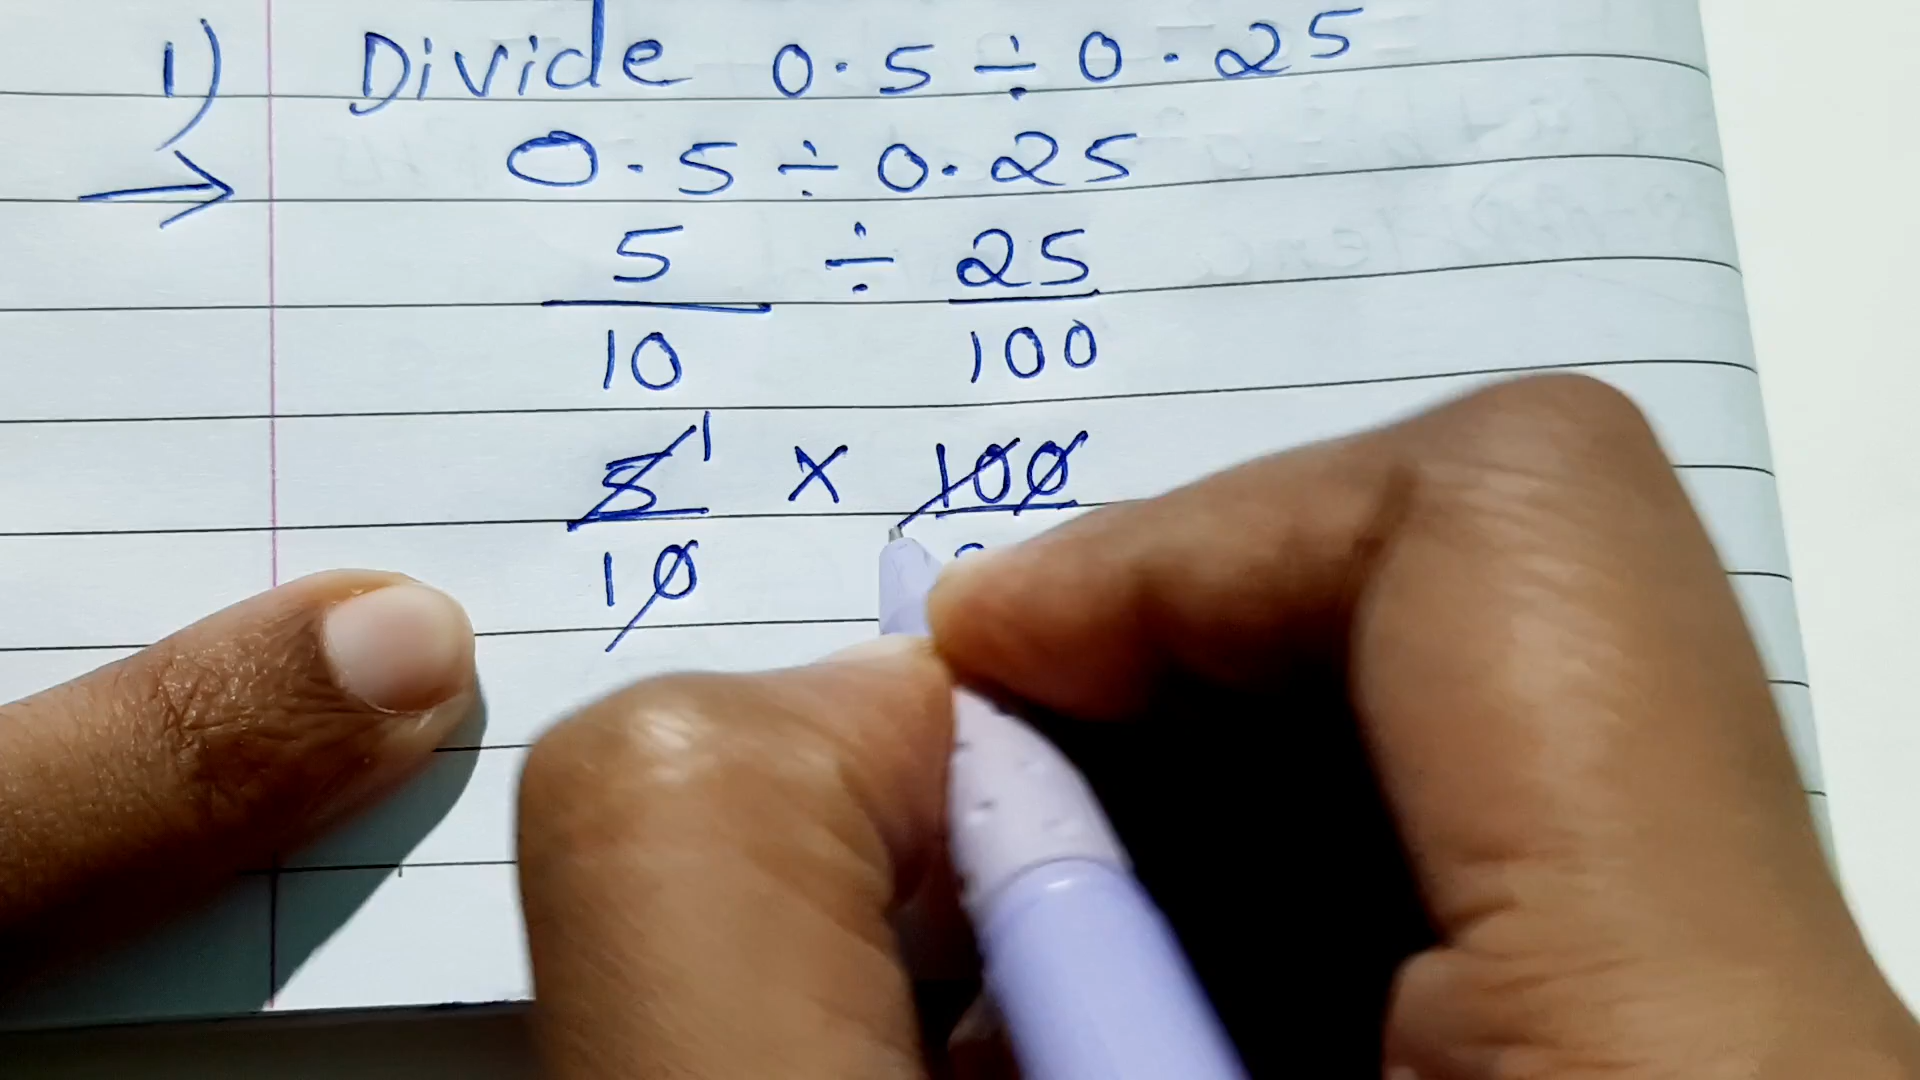 1) Divide 0.5 ÷ 0.25
→ 0.5 ÷ 0.25
5/10 ÷ 25/100
5 1 × 100
10